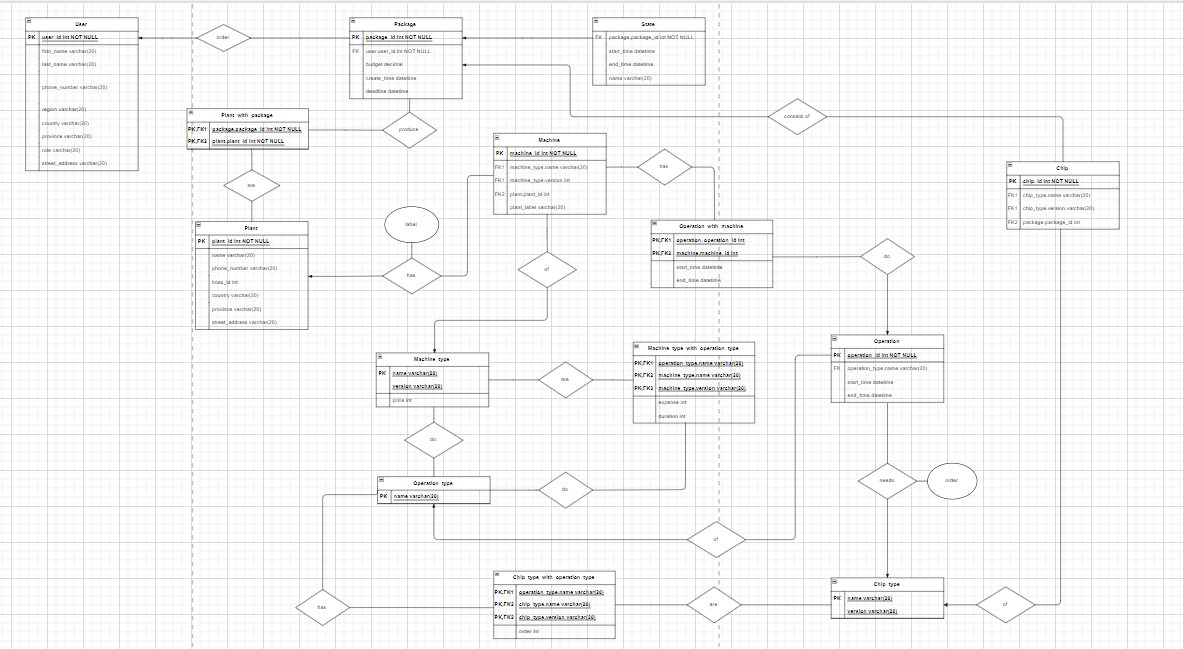 User
PK user_id int NOT NULL
first_name varchar(20)
last_name varchar(20)
phone_number varchar(20)
region varchar(20)
country varchar(20)
province varchar(20)
role varchar(20)
street_address varchar(20)
order
Package
PK package_id int NOT NULL
FK user.user_id int NOT NULL
budget decimal
create_time datetime
deadline datetime
State
FK package.package_id int NOT NULL
start_time datetime
end_time datetime
name varchar(20)
Plant with package
PK,FK1 package.package_id int NOT NULL
PK,FK2 plant.plant_id int NOT NULL
produce
consists of
are
Machine
PK machine_id int NOT NULL
FK1 machine_type.name varchar(20)
FK1 machine_type.version int
FK2 plant.plant_id int
plant_label varchar(20)
has
Chip
PK chip_id int NOT NULL
FK1 chip_type.name varchar(20)
FK1 chip_type.version varchar(20)
FK2 package.package_id int
Plant
PK plant_id int NOT NULL
name varchar(20)
phone_number varchar(20)
boss_id int
country varchar(20)
province varchar(20)
street_address varchar(20)
label
has
of
Operation with machine
PK,FK1 operation.operation_id int
PK,FK2 machine.machine_id int
start_time datetime
end_time datetime
do
Operation
PK operation_id int NOT NULL
FK operation_type.name varchar(20)
start_time datetime
end_time datetime
Machine type
PK name varchar(20)
version varchar(20)
price int
are
Machine type with operation type
PK,FK1 operation_type.name varchar(20)
PK,FK2 machine_type.name varchar(20)
PK,FK2 machine_type.version varchar(20)
expense int
duration int
do
Operation type
PK name varchar(20)
do
needs
order
of
has
Chip type with operation type
PK,FK1 operation_type.name varchar(20)
PK,FK2 chip_type.name varchar(20)
PK,FK2 chip_type.version varchar(20)
order int
are
Chip type
PK name varchar(20)
version varchar(20)
of